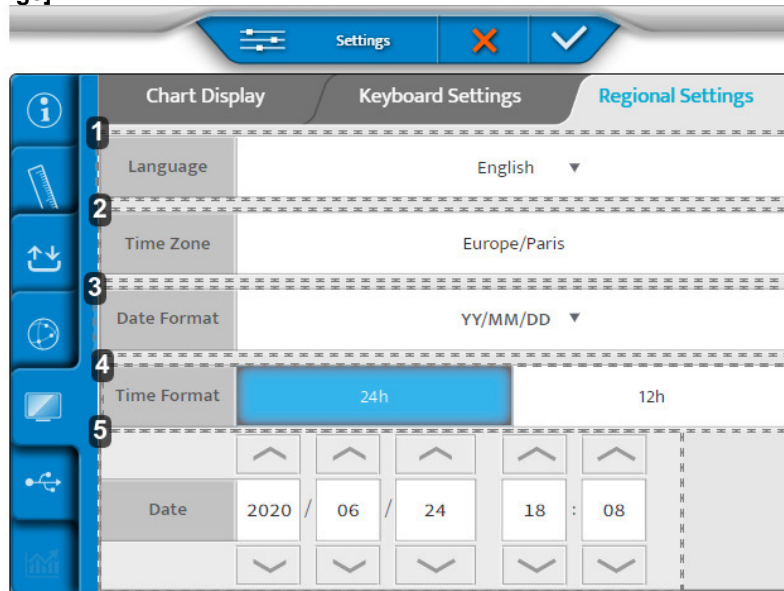 ge]
Settings
Chart Display Keyboard Settings Regional Settings
1
Language English
2
Time Zone Europe/Paris
3
Date Format YY/MM/DD
4
Time Format 24h 12h
5
Date 2020 / 06 / 24 18 : 08